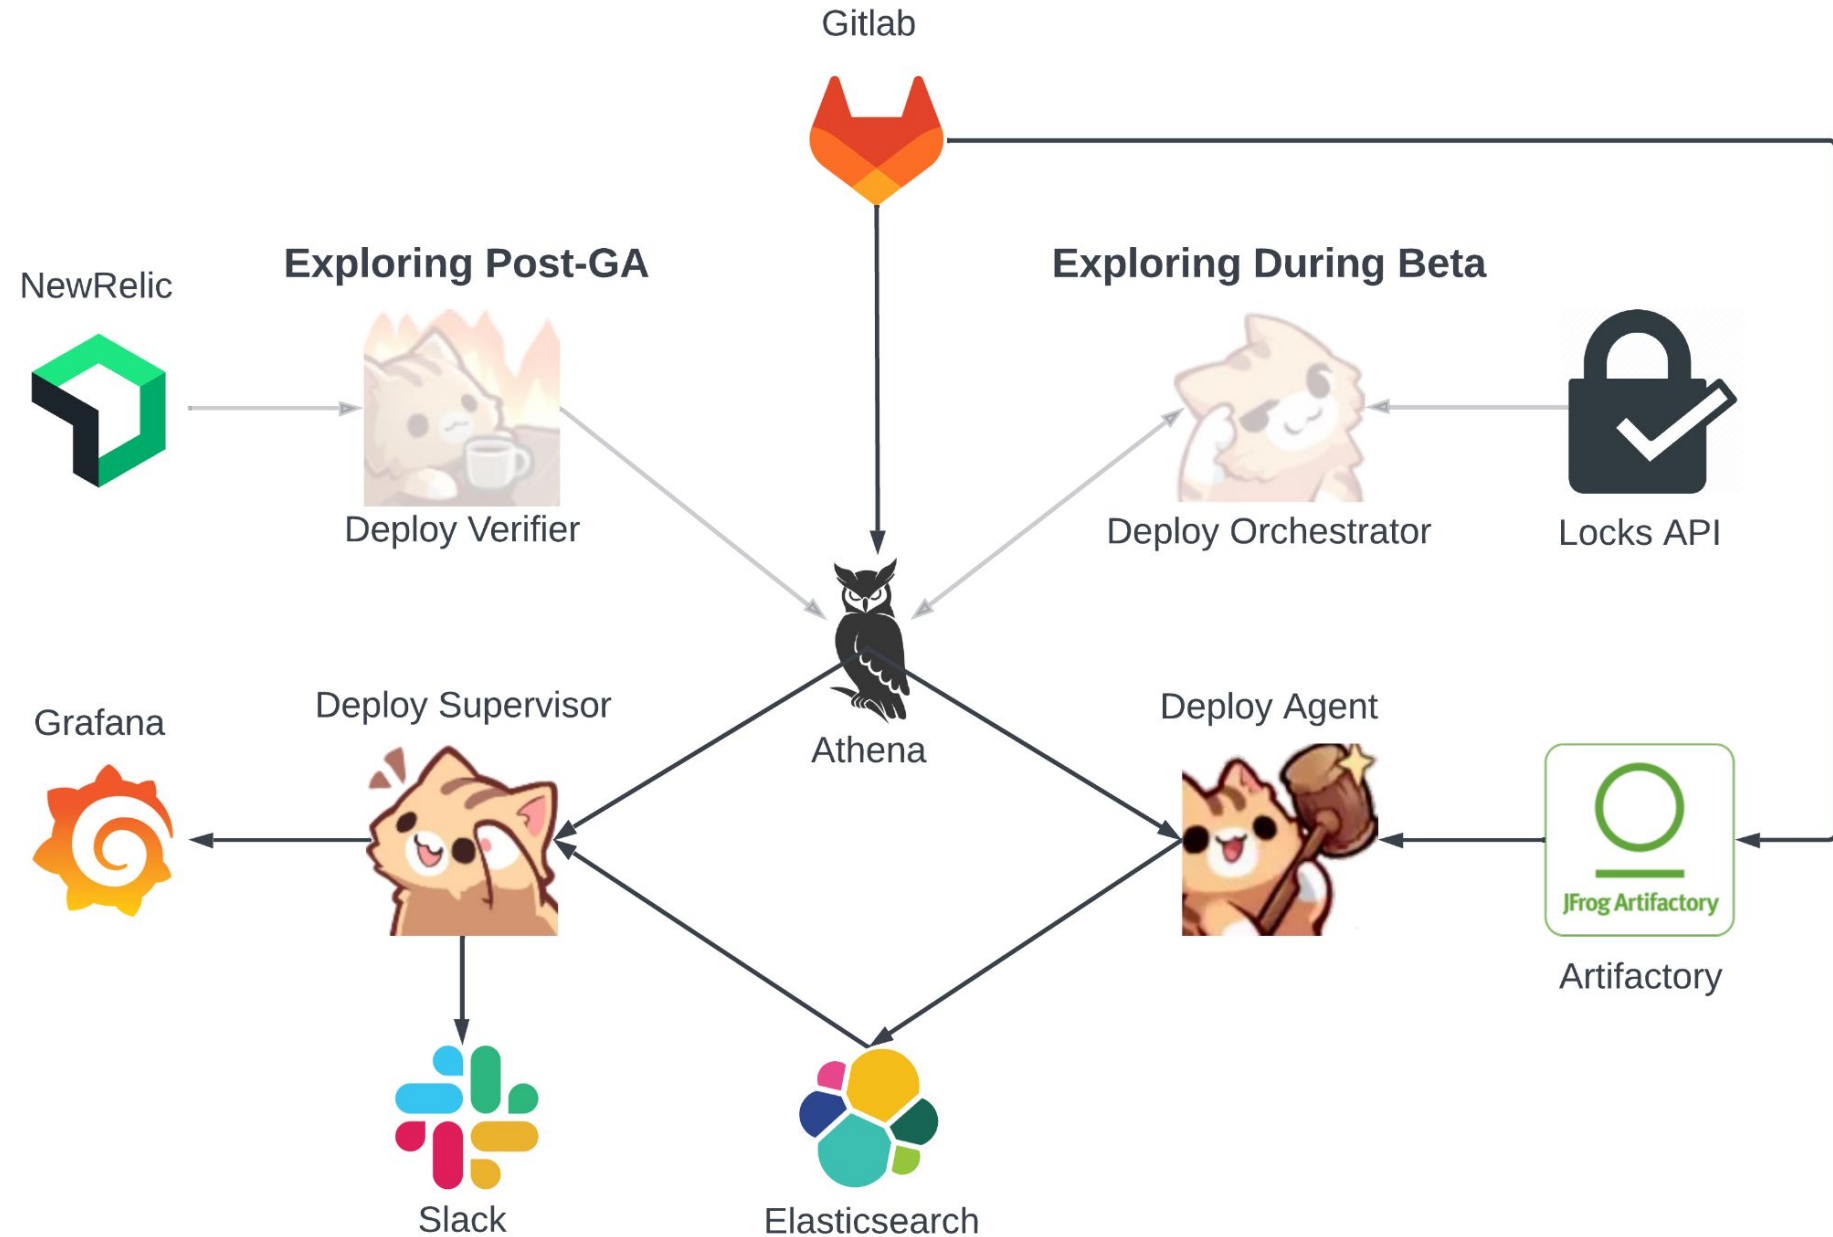 Gitlab
Exploring Post-GA
Exploring During Beta
NewRelic
Deploy Verifier
Deploy Orchestrator
Locks API
Deploy Supervisor
Deploy Agent
Grafana
Athena
JFrog Artifactory
Artifactory
Slack
Elasticsearch